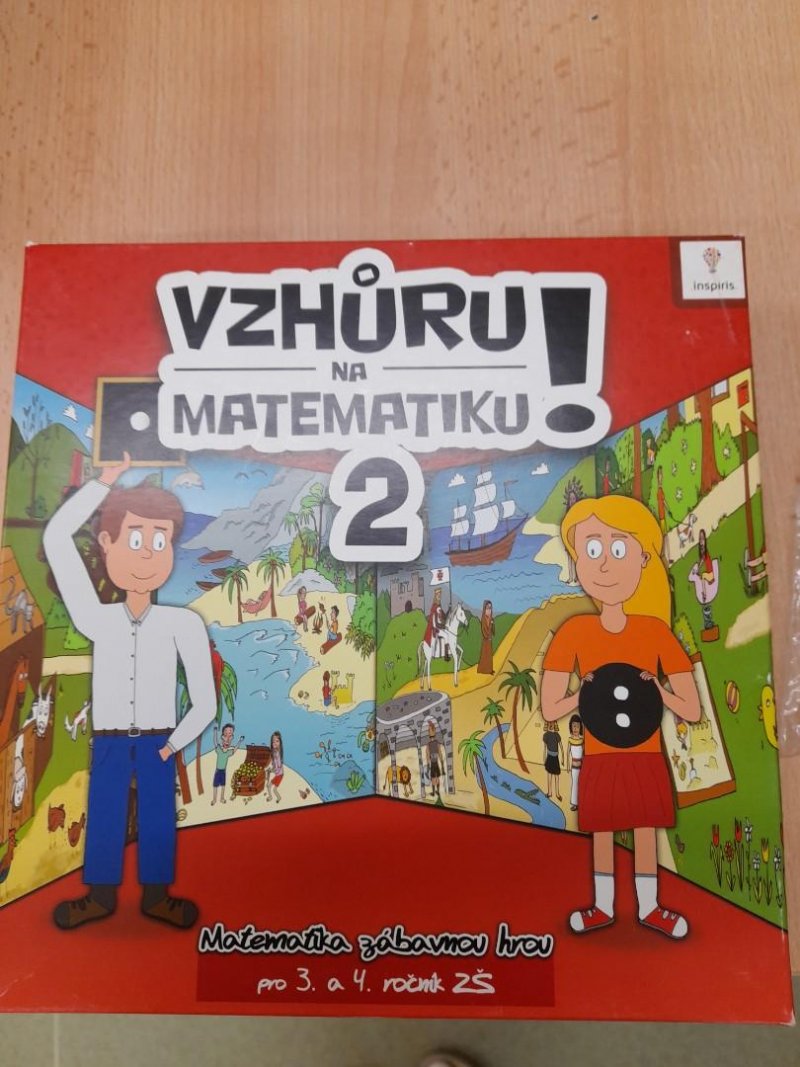 inspiris.
VZHŮRU
NA
MATEMATIKU!
2
Matematika zábavnou hrou
pro 3. a 4. ročník ZŠ